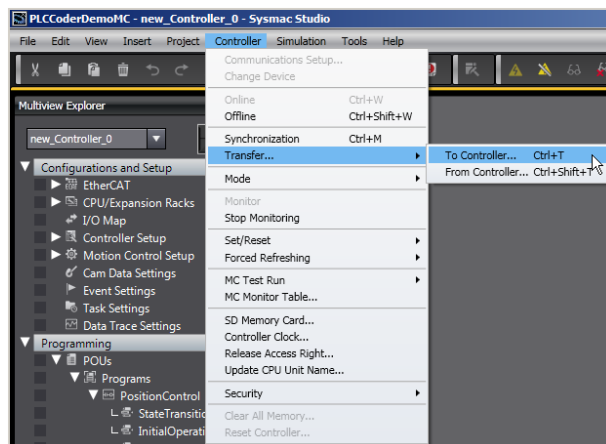 PLCCoderDemoMC - new_Controller_0 - Sysmac Studio
File Edit View Insert Project Controller Simulation Tools Help
Communications Setup...
Change Device
Multiview Explorer
Online Ctrl+W
Offline Ctrl+Shift+W
new_Controller_0
Synchronization Ctrl+M
Transfer...
To Controller... Ctrl+T
From Controller... Ctrl+Shift+T
Configurations and Setup
EtherCAT
CPU/Expansion Racks
I/O Map
Controller Setup
Motion Control Setup
Cam Data Settings
Event Settings
Task Settings
Data Trace Settings
Programming
POUs
Programs
PositionControl
StateTransitio
InitialOperati
Mode
Monitor
Stop Monitoring
Set/Reset
Forced Refreshing
MC Test Run
MC Monitor Table...
SD Memory Card...
Controller Clock...
Release Access Right...
Update CPU Unit Name...
Security
Clear All Memory...
Reset Controller...